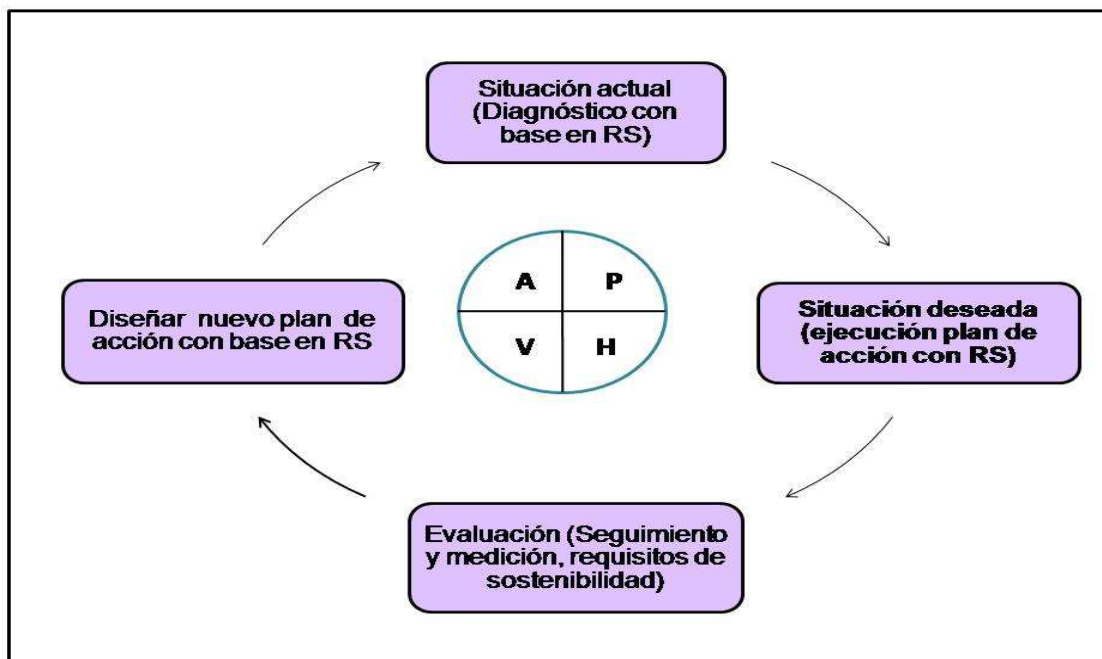 Situación actual
(Diagnóstico con
base en RS)
A
P
Diseñar nuevo plan de
acción con base en RS
Situación deseada
(ejecución plan de
acción con RS)
V
H
Evaluación (Seguimiento
y medición, requisitos de
sostenibilidad)